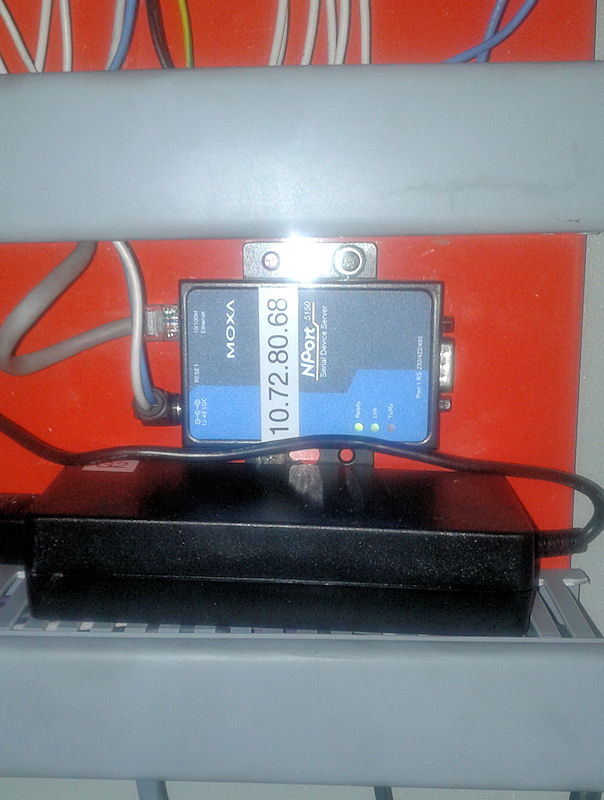 10/100M
Ethernet
RESET
12-48 VDC
MOXA
10.72.80.68
NPort 5150
Serial Device Server
Ready
Link
Tx/Rx
Port 1 RS-232/422/485